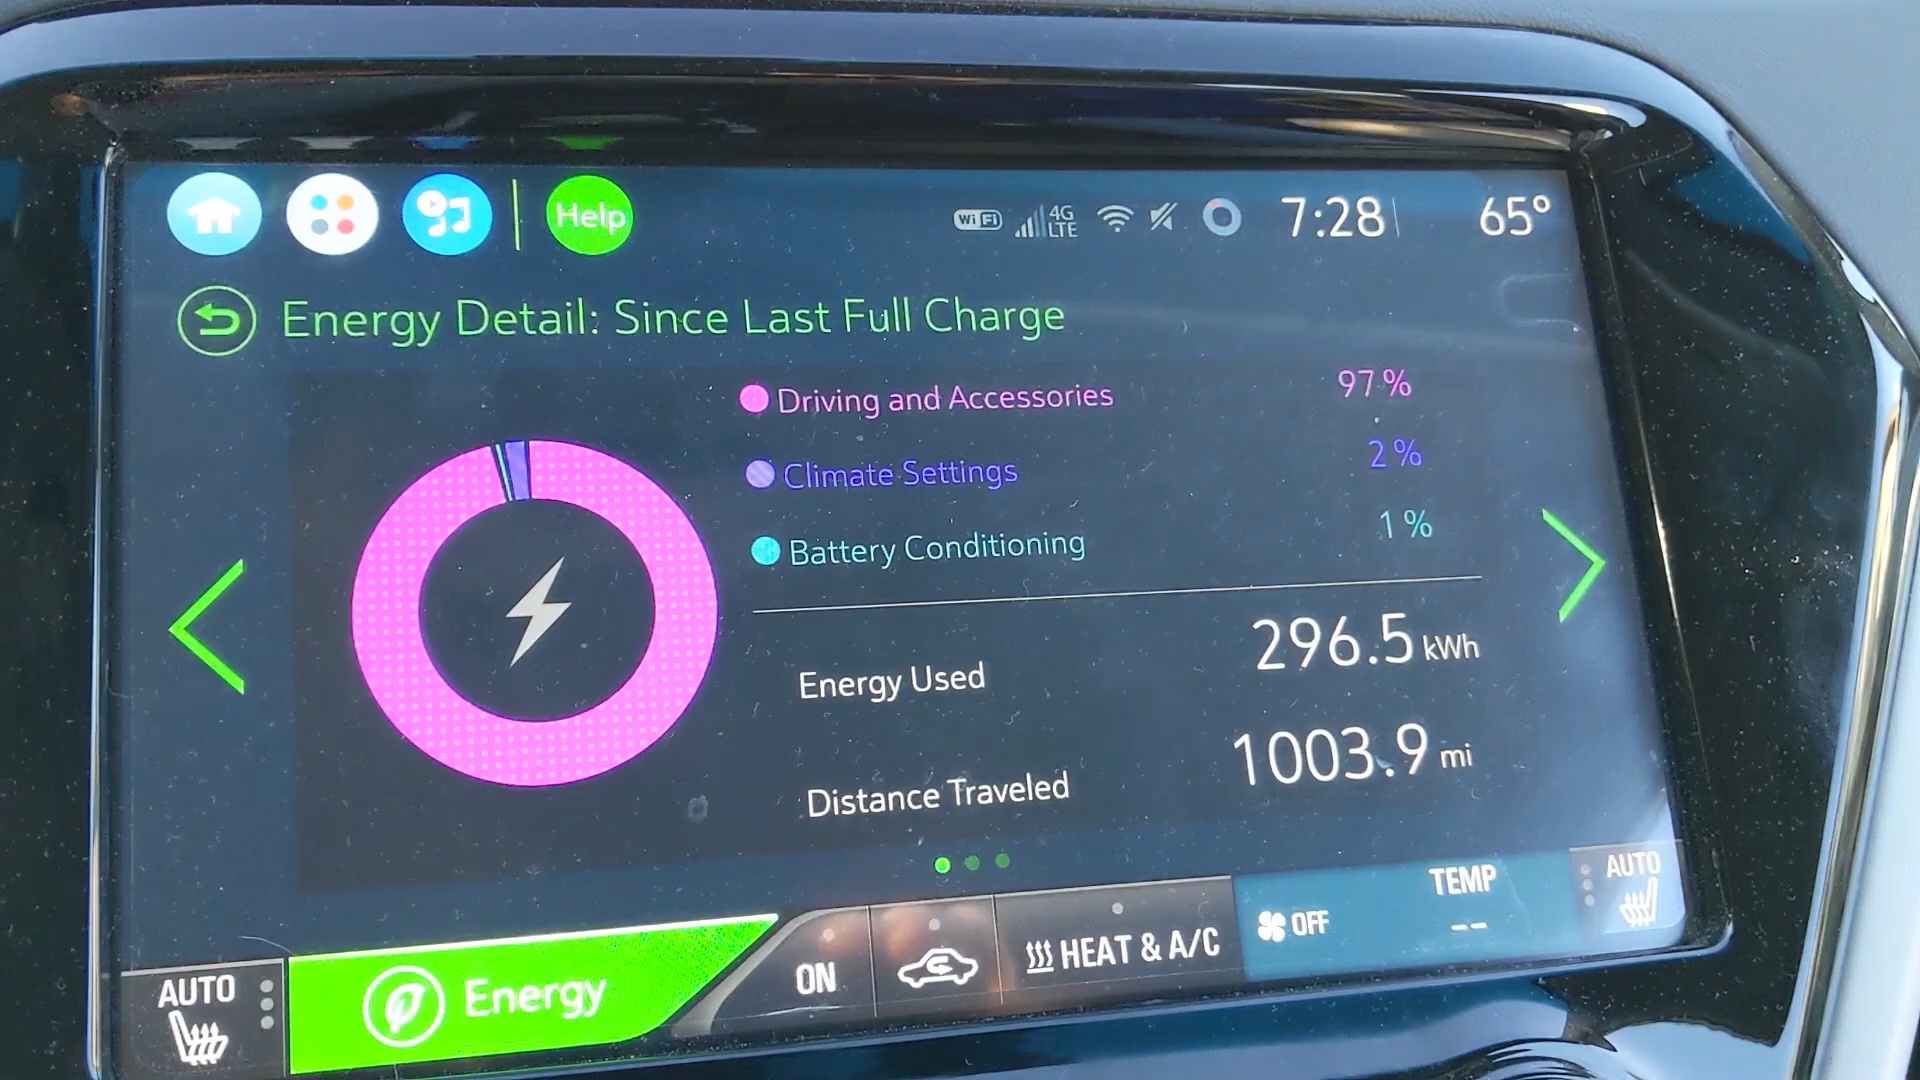 Help
WiFi 4G LTE 7:28 65°
Energy Detail: Since Last Full Charge
Driving and Accessories 97%
Climate Settings 2%
Battery Conditioning 1%
Energy Used 296.5 kWh
Distance Traveled 1003.9 mi
AUTO Energy ON HEAT & A/C OFF TEMP -- AUTO